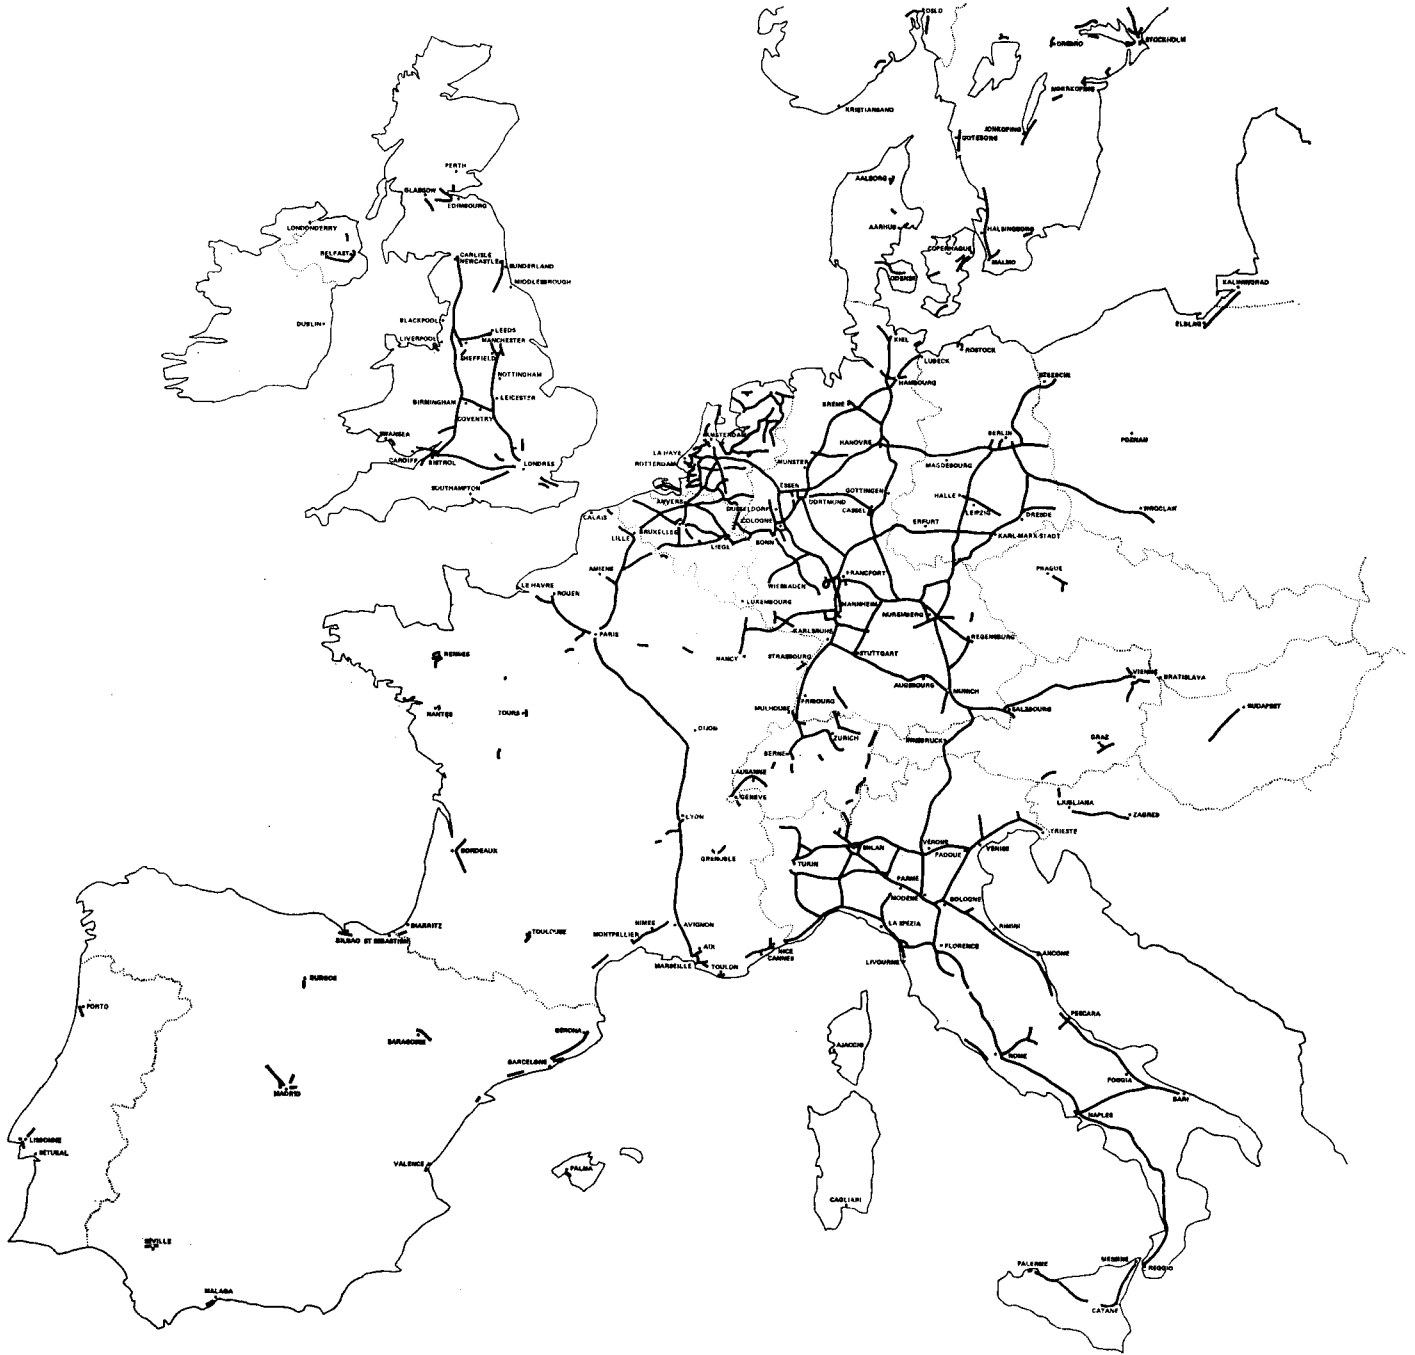 OSLO
STOCKHOLM
OREBRO
NORRKOPING
KRISTIANSAND
JONKOPING
GOTEBORG
PERTH
AALBORG
GLASGOW
EDIMBOURG
LONDONDERRY
AARHUS
HALSINGBORG
BELFAST
COPENHAGUE
CARLISLE
NEWCASTLE
SUNDERLAND
MALMO
MIDDLESBROUGH
ODENSE
KALININGRAD
BLACKPOOL
DUBLIN
ELBLAG
LEEDS
LIVERPOOL
MANCHESTER
KIEL
ROSTOCK
SHEFFIELD
LUBECK
NOTTINGHAM
HAMBOURG
BIRMINGHAM
LEICESTER
BREME
COVENTRY
SWANSEA
AMSTERDAM
BERLIN
POZNAN
HANOVRE
LA HAYE
CARDIFF
BISTROL
LONDRES
ROTTERDAM
MUNSTER
MAGDEBOURG
SOUTHAMPTON
ESSEN
GOTTINGEN
ANVERS
DORTMUND
HALLE
DUSSELDORF
CASSEL
LEIPZIG
WROCLAW
CALAIS
COLOGNE
DRESDE
BRUXELLES
ERFURT
LILLE
LIEGE
BONN
KARL-MARX-STADT
AMIENS
FRANCFORT
PRAGUE
LE HAVRE
ROUEN
WIESBADEN
LUXEMBOURG
MANNHEIM
NUREMBERG
PARIS
KARLSRUHE
REGENSBURG
RENNES
NANCY
STRASBOURG
STUTTGART
VIENNE
BRATISLAVA
AUGSBOURG
MUNICH
FRIBOURG
NANTES
TOURS
MULHOUSE
SALZBOURG
BUDAPEST
DIJON
ZURICH
INNSBRUCK
GRAZ
BERNE
LAUSANNE
GENEVE
LJUBLJANA
ZAGREB
LYON
TRIESTE
BORDEAUX
GRENOBLE
MILAN
VERONE
PADOUE
VENISE
TURIN
PARME
MODENE
BOLOGNE
BIARRITZ
NIMES
AVIGNON
LA SPÉZIA
RIMINI
BILBAO
ST SEBASTIEN
TOULOUSE
MONTPELLIER
AIX
NICE
CANNES
FLORENCE
ANCONE
MARSEILLE
TOULON
LIVOURNE
BURGOS
PORTO
PESCARA
GÉRONA
SARAGOSSE
AJACCIO
BARCELONE
ROME
FOGGIA
MADRID
BARI
NAPLES
LISBONNE
SÉTUBAL
VALENCE
PALMA
CAGLIARI
SÉVILLE
PALERME
MESSINE
REGGIO
MALAGA
CATANE